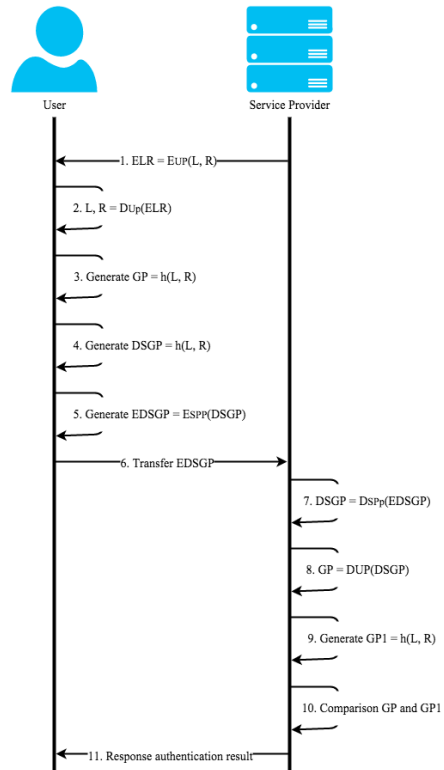 User
Service Provider
1. ELR = EUP(L, R)
2. L, R = DUp(ELR)
3. Generate GP = h(L, R)
4. Generate DSGP = h(L, R)
5. Generate EDSGP = ESPP(DSGP)
6. Transfer EDSGP
7. DSGP = DSPp(EDSGP)
8. GP = DUP(DSGP)
9. Generate GP1 = h(L, R)
10. Comparison GP and GP1
11. Response authentication result